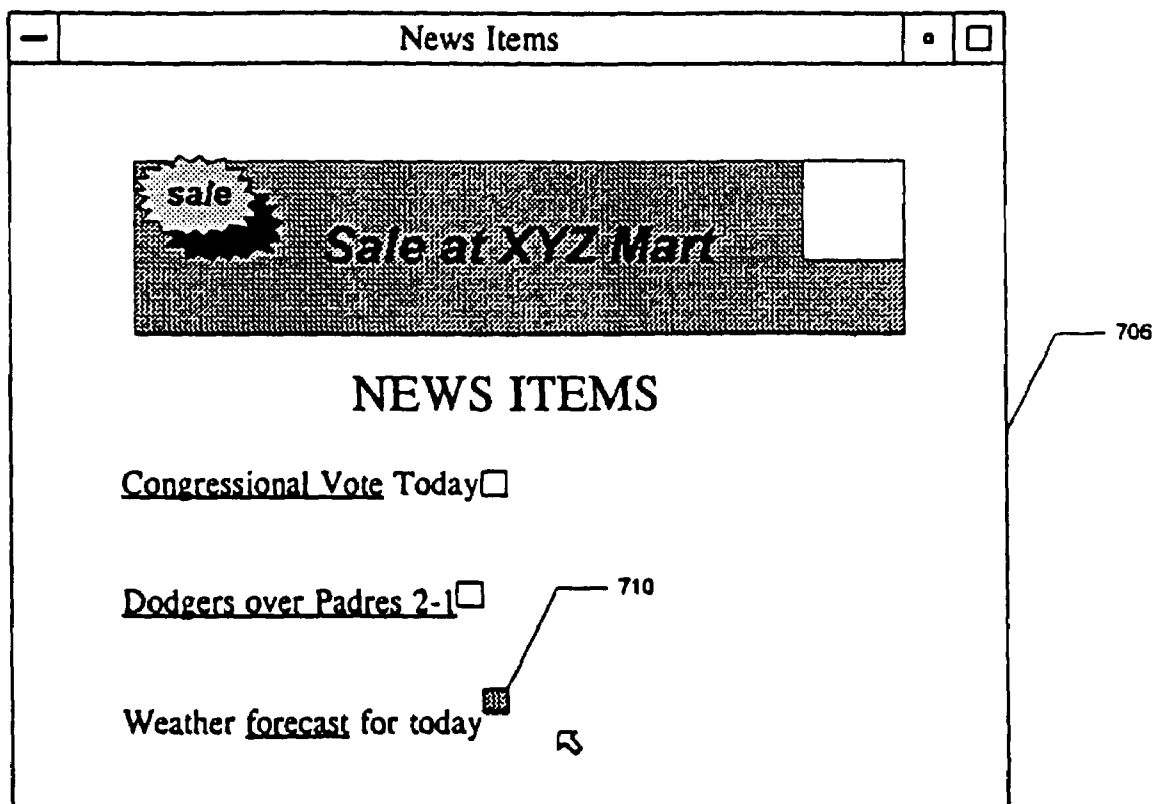 News Items
sale
Sale at XYZ Mart
706
NEWS ITEMS
Congressional Vote Today
Dodgers over Padres 2-1
710
Weather forecast for today